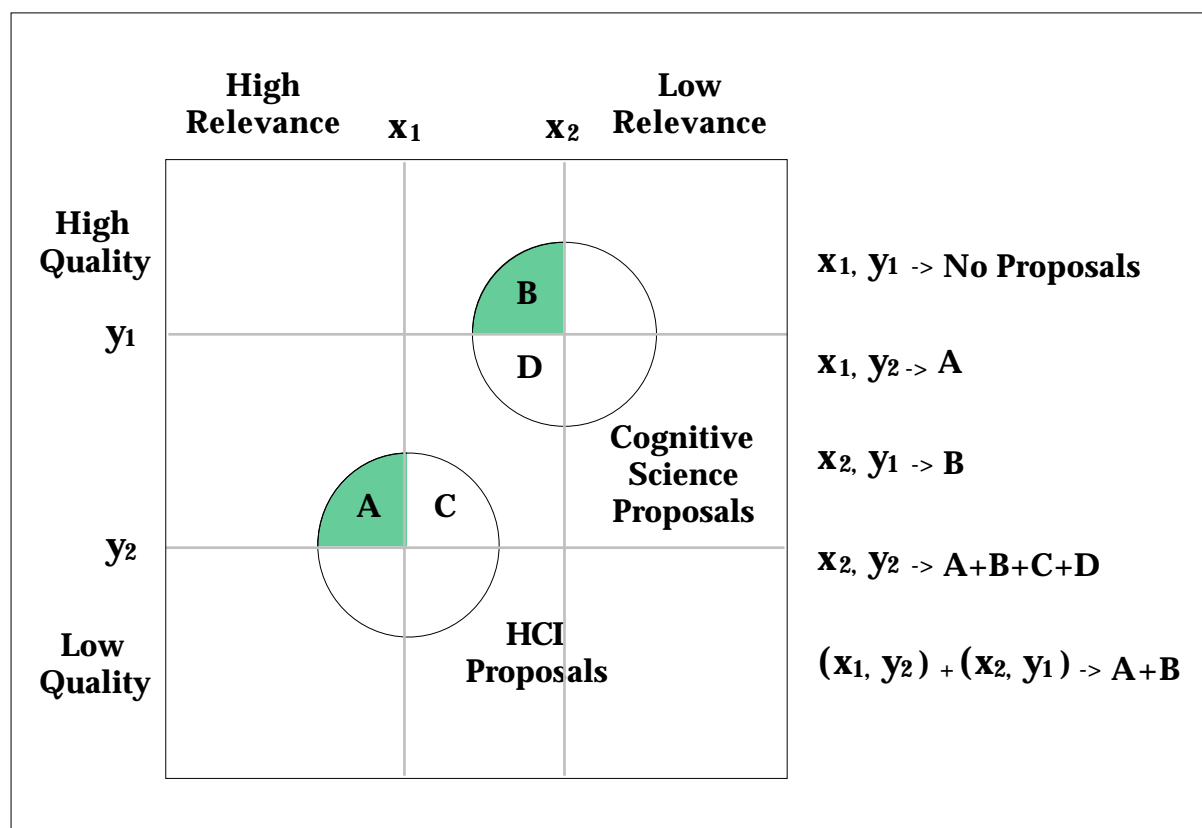 High
Relevance
x1
x2
Low
Relevance
High
Quality
y1
y2
Low
Quality
B
D
A
C
Cognitive
Science
Proposals
HCI
Proposals
x1, y1 -> No Proposals
x1, y2 -> A
x2, y1 -> B
x2, y2 -> A+B+C+D
(x1, y2) + (x2, y1) -> A+B